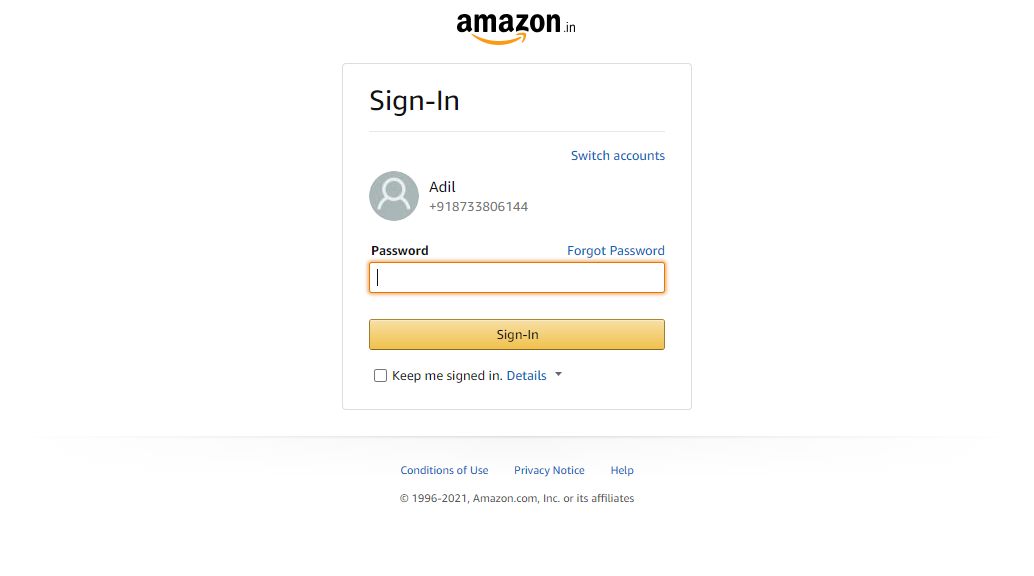 amazon.in
Sign-In
Switch accounts
Adil
+918733806144
Password Forgot Password
Sign-In
Keep me signed in. Details
Conditions of Use Privacy Notice Help
© 1996-2021, Amazon.com, Inc. or its affiliates